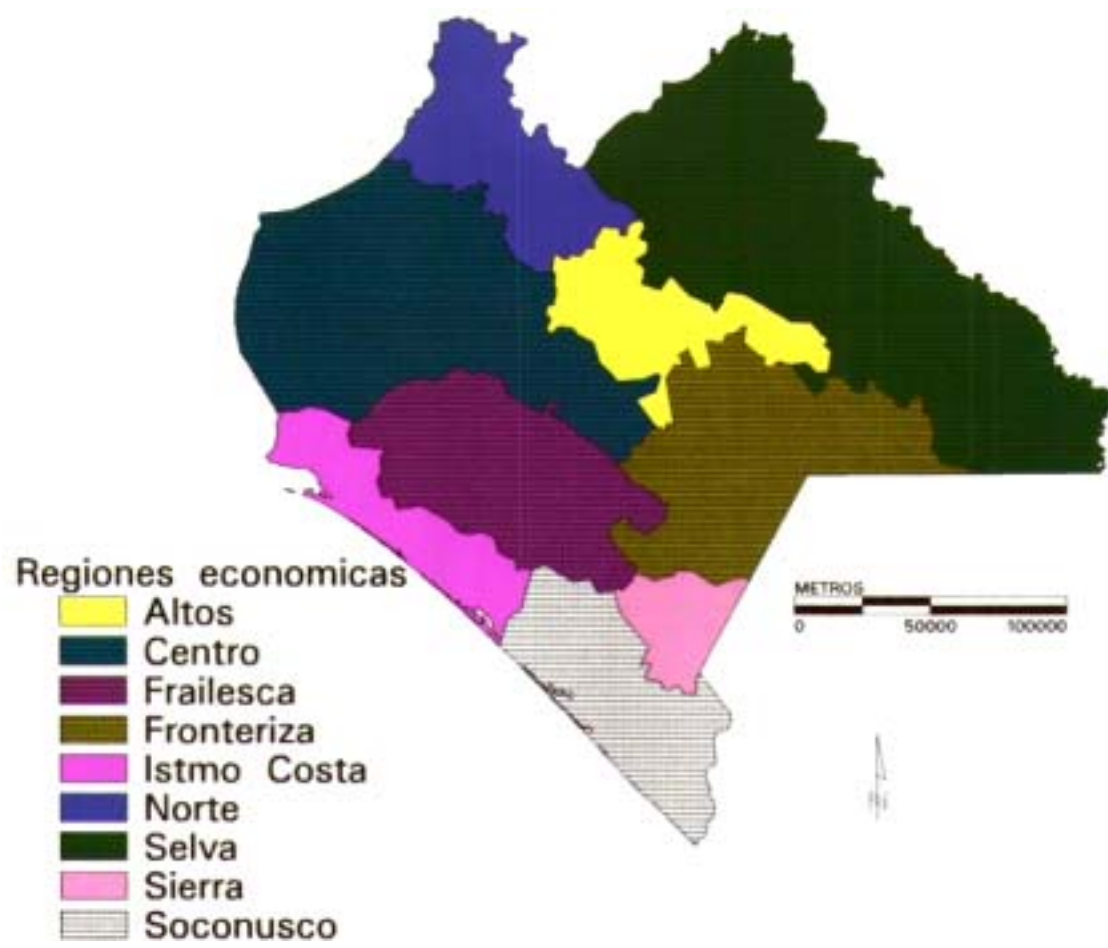 Regiones economicas
Altos
Centro
Frailesca
Fronteriza
Istmo Costa
Norte
Selva
Sierra
Soconusco
METROS
0 50000 100000